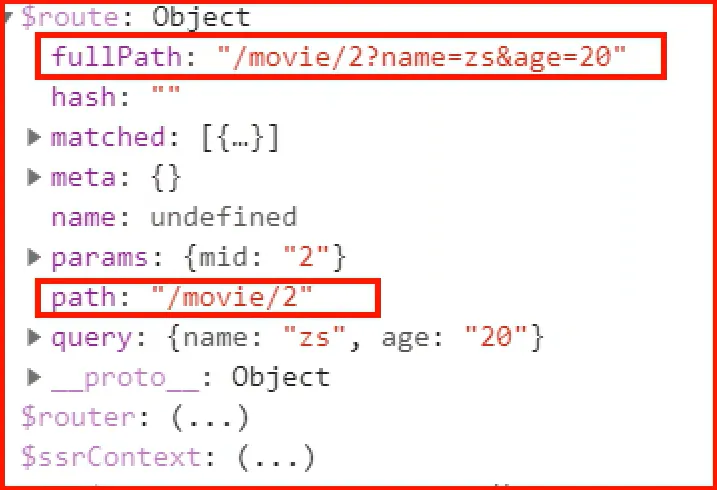 $route: Object
fullPath: "/movie/2?name=zs&age=20"
hash: ""
matched: [{…}]
meta: {}
name: undefined
params: {mid: "2"}
path: "/movie/2"
query: {name: "zs", age: "20"}
__proto__: Object
$router: (...)
$ssrContext: (...)